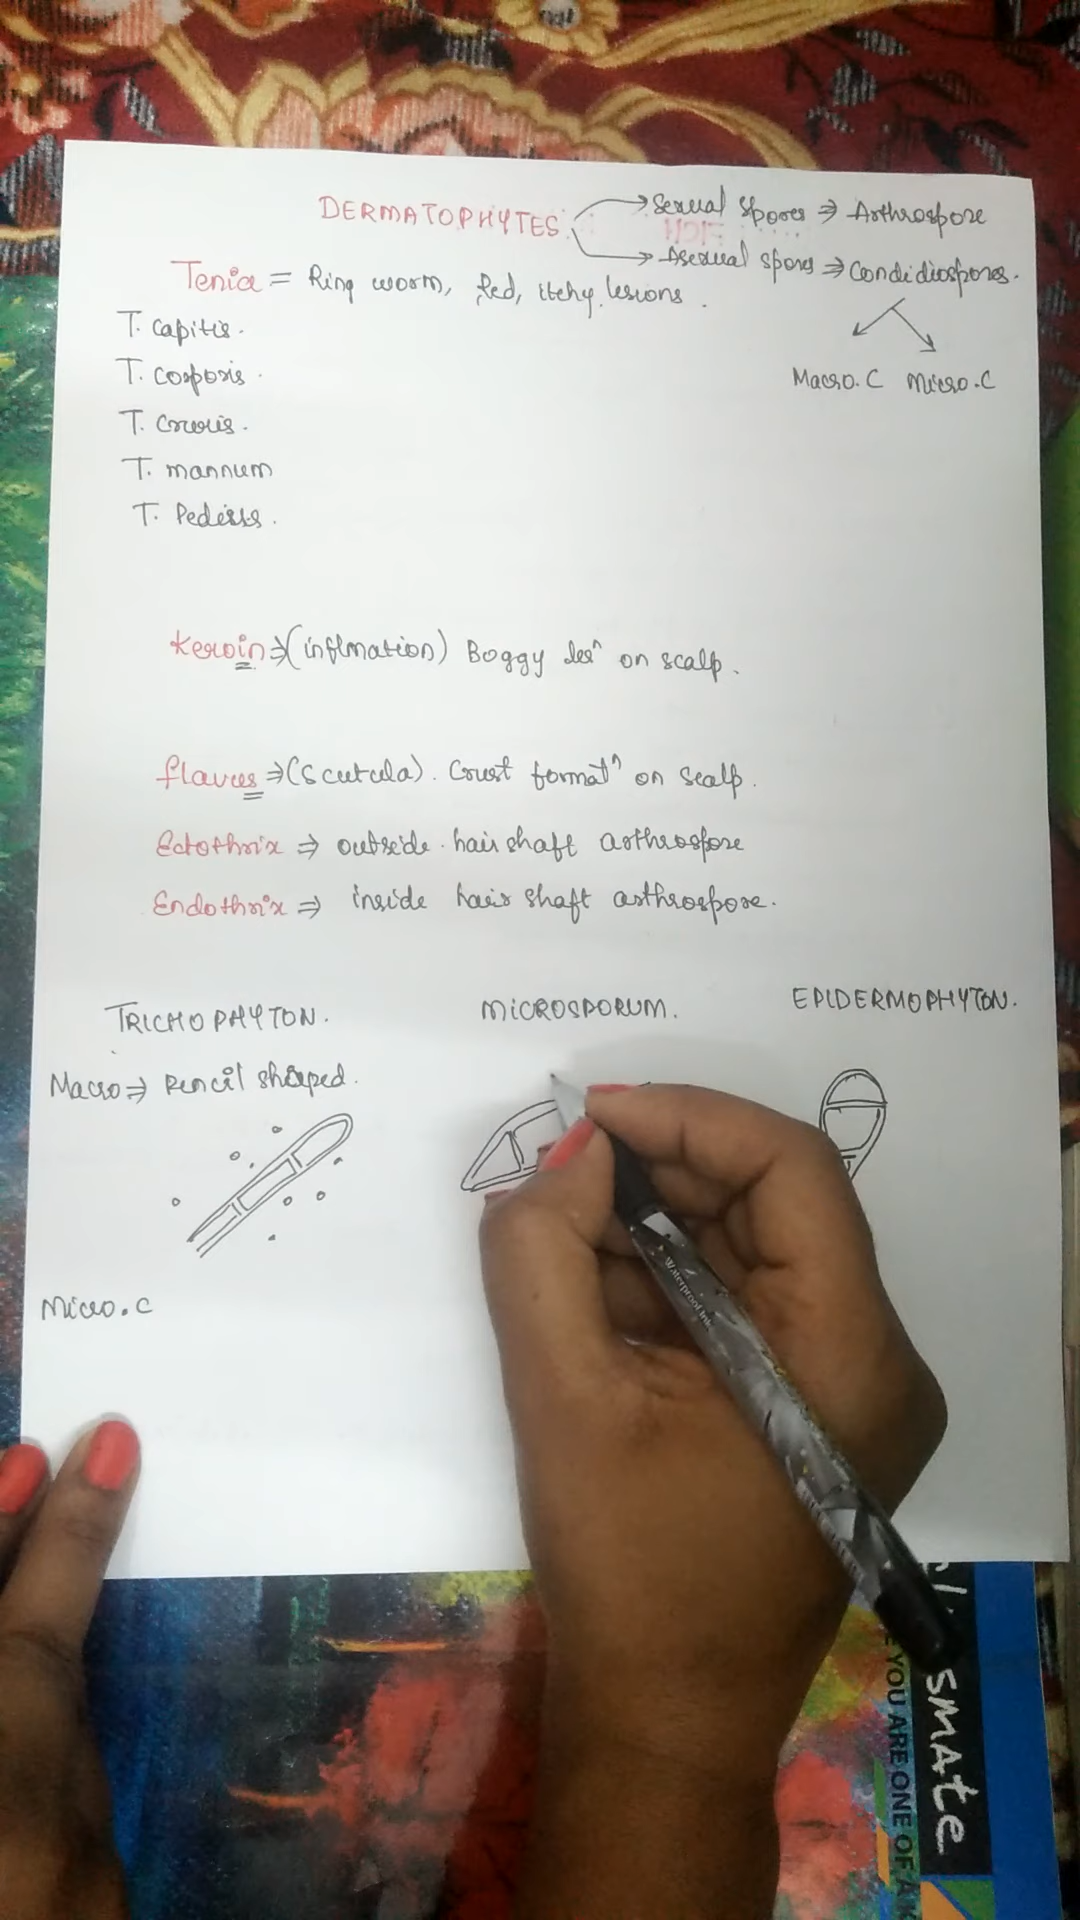 DERMATOPHYTES
Sexual spores ⇒ Arthrospore
Asexual spores ⇒ Condidiospores.
Macro.C Micro.C
Tenia = Ring worm, Red, itchy lesions.
T. capitis.
T. corporis.
T. cruris.
T. mannum
T. Pediss.
Keroin ⇒ (inflmation) Boggy lesⁿ on scalp.
flavus ⇒ (Scutula). Crust formatⁿ on scalp.
Ectothrix ⇒ outside hair shaft arthrospore
Endothrix ⇒ inside hair shaft arthrospore.
TRICHOPHYTON.
MICROSPORUM.
EPIDERMOPHYTON.
Macro ⇒ Pencil shaped.
Micro.C
Waterproof Ink
smate
YOU ARE ONE OF A